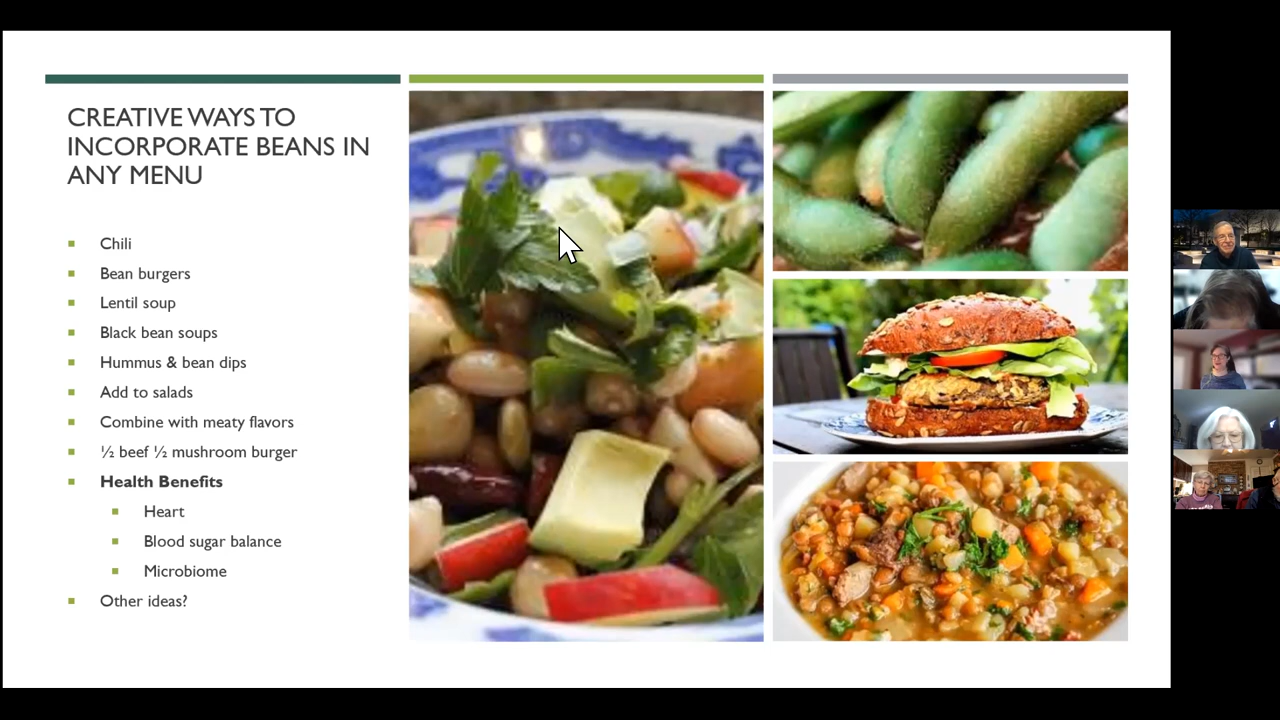 CREATIVE WAYS TO
INCORPORATE BEANS IN
ANY MENU
Chili
Bean burgers
Lentil soup
Black bean soups
Hummus & bean dips
Add to salads
Combine with meaty flavors
½ beef ½ mushroom burger
Health Benefits
Heart
Blood sugar balance
Microbiome
Other ideas?